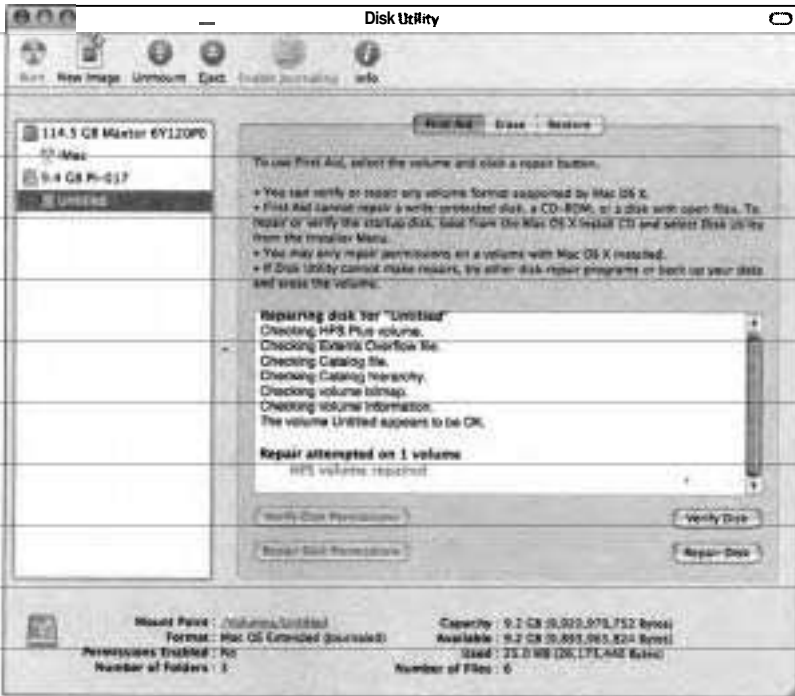 Disk Utility
Burn New Image Unmount Eject Enable Journaling Info
114.5 GB Maxtor 6Y120P0
iMac
9.4 GB PI-017
Untitled
First Aid Erase Restore
To use First Aid, select the volume and click a repair button.
• You can verify or repair any volume format supported by Mac OS X.
• First Aid cannot repair a write-protected disk, a CD-ROM, or a disk with open files. To
repair or verify the startup disk, boot from the Mac OS X Install CD and select Disk Utility
from the Installer Menu.
• You may only repair permissions on a volume with Mac OS X installed.
• If Disk Utility cannot make repairs, try other disk repair programs or back up your data
and erase the volume.
Repairing disk for "Untitled"
Checking HFS Plus volume.
Checking Extents Overflow file.
Checking Catalog file.
Checking Catalog hierarchy.
Checking volume bitmap.
Checking volume information.
The volume Untitled appears to be OK.
Repair attempted on 1 volume
HFS volume repaired
Verify Disk Permissions Verify Disk
Repair Disk Permissions Repair Disk
Mount Point : /Volumes/Untitled Capacity : 9.2 GB
Format : Mac OS Extended (Journaled) Available : 9.2 GB
Permissions Enabled : No Used : 25.0 MB
Number of Folders : 3 Number of Files : 6